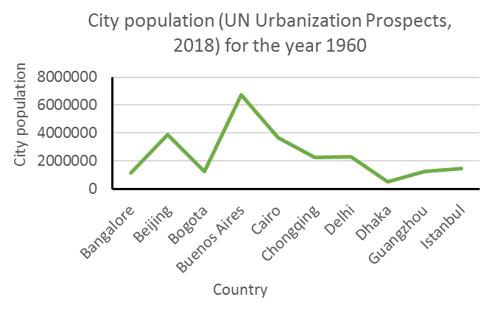 City population (UN Urbanization Prospects,
2018) for the year 1960
City population
8000000
6000000
4000000
2000000
0
Bangalore
Beijing
Bogota
Buenos Aires
Cairo
Chongqing
Delhi
Dhaka
Guangzhou
Istanbul
Country